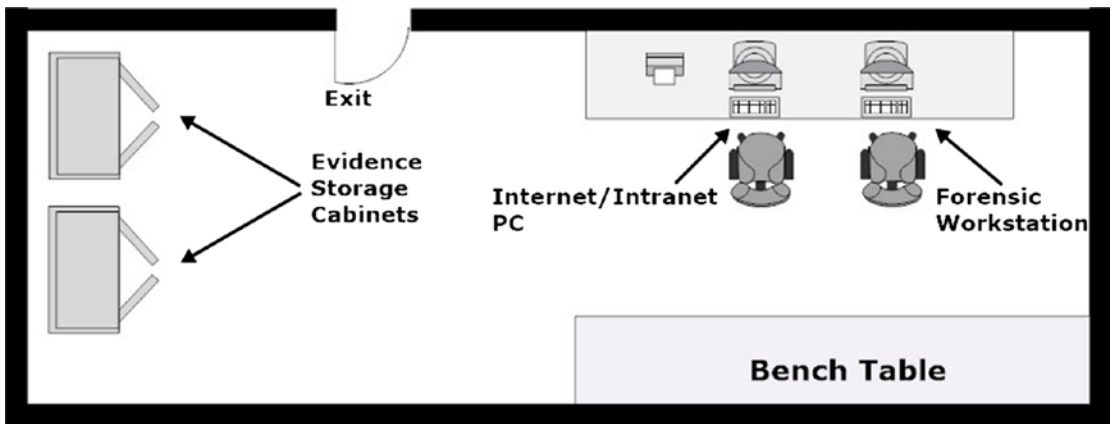 Exit
Evidence
Storage
Cabinets
Internet/Intranet
PC
Forensic
Workstation
Bench Table